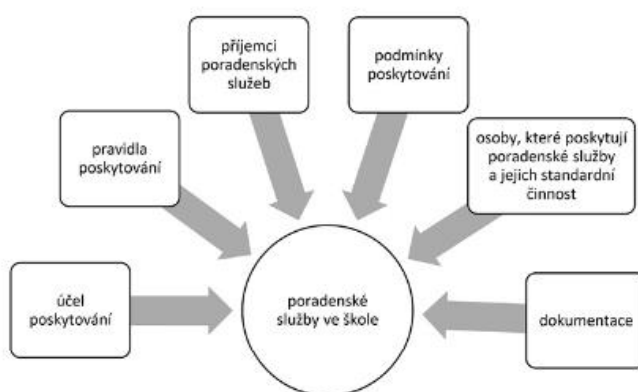 příjemci
poradenských
služeb
podmínky
poskytování
pravidla
poskytování
osoby, které poskytují
poradenské služby
a jejich standardní
činnost
účel
poskytování
poradenské
služby ve škole
dokumentace